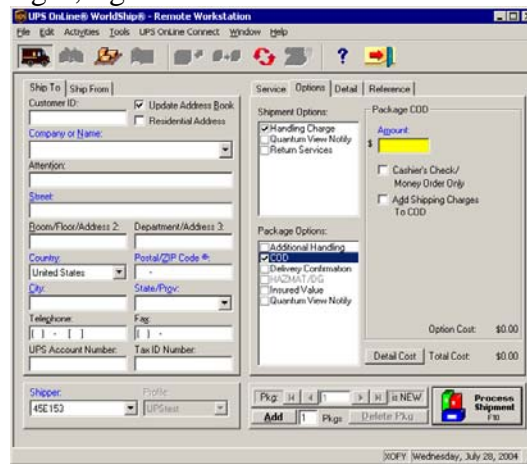 UPS OnLine® WorldShip® - Remote Workstation
File Edit Activities Tools UPS OnLine Connect Window Help
Ship To Ship From
Customer ID:
Update Address Book
Residential Address
Company or Name:
Attention:
Street:
Room/Floor/Address 2: Department/Address 3:
Country: Postal/ZIP Code
United States -
City: State/Prov:
Telephone: Fax:
( ) - [ ] ( ) -
UPS Account Number: Tax ID Number:
Shipper: Profile:
45E153 UPStest
Service Options Detail Reference
Shipment Options:
Handling Charge
Quantum View Notify
Return Services
Package Options:
Additional Handling
COD
Delivery Confirmation
HAZMAT/DG
Insured Value
Quantum View Notify
Package COD
Amount:
$
Cashier's Check/
Money Order Only
Add Shipping Charges
To COD
Option Cost: $0.00
Detail Cost Total Cost: $0.00
Pkg: 1 is NEW
Add 1 Pkgs Delete Pkg
Process
Shipment
F10
XOFY Wednesday, July 28, 2004